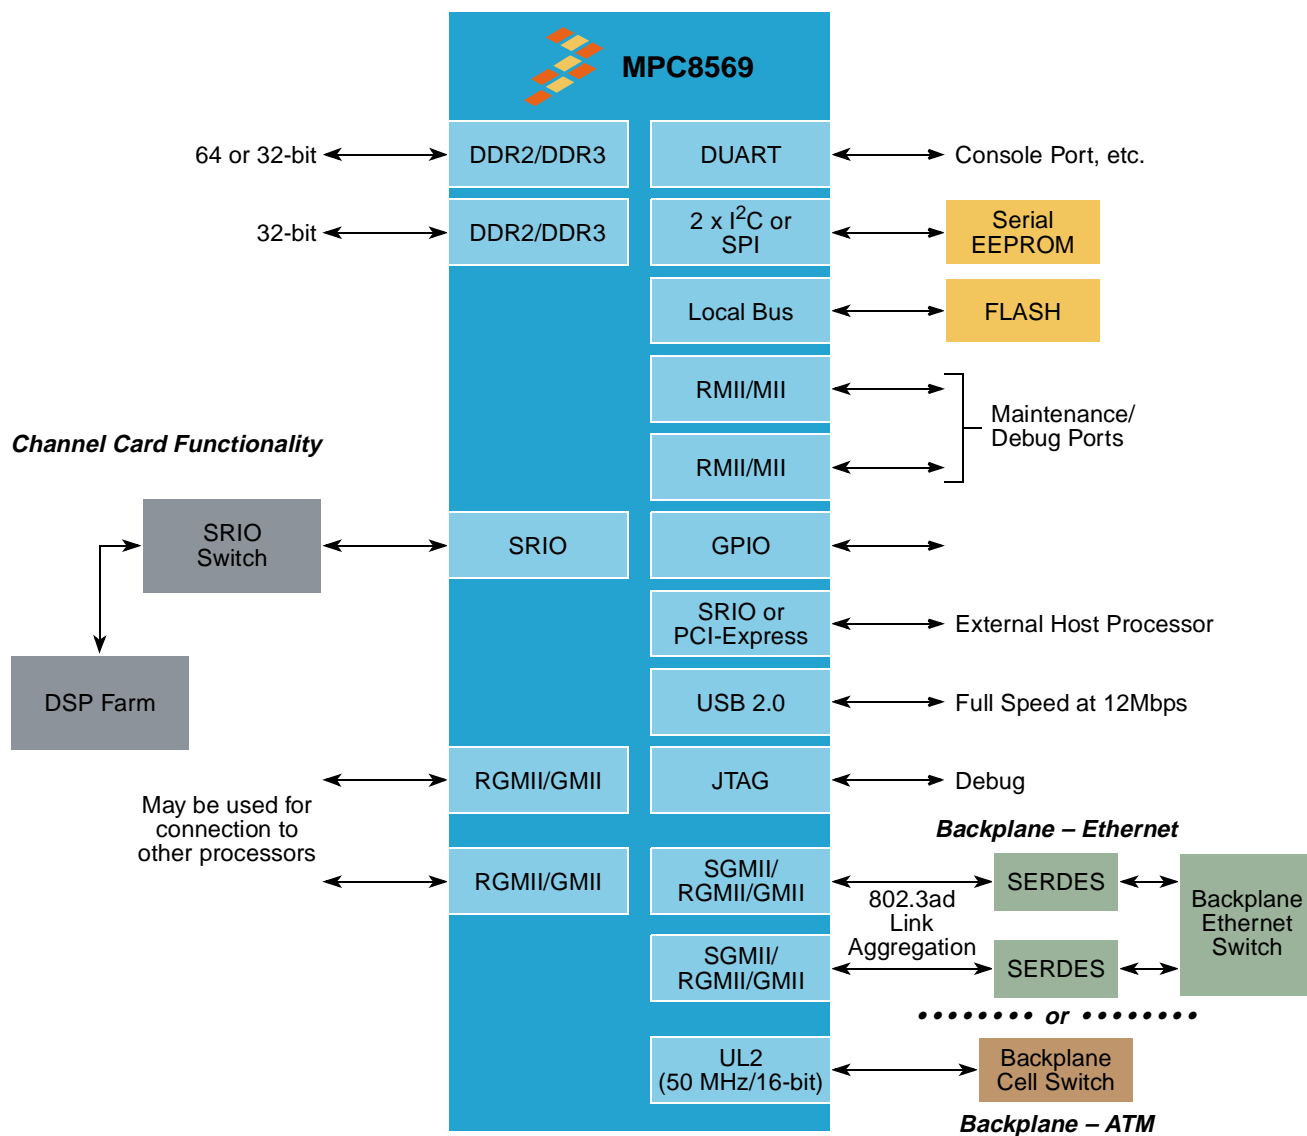 MPC8569
64 or 32-bit
DDR2/DDR3
DUART
Console Port, etc.
32-bit
DDR2/DDR3
2 x I²C or
SPI
Serial
EEPROM
Local Bus
FLASH
RMII/MII
Maintenance/
Debug Ports
RMII/MII
Channel Card Functionality
SRIO
Switch
SRIO
GPIO
SRIO or
PCI-Express
External Host Processor
DSP Farm
USB 2.0
Full Speed at 12Mbps
RGMII/GMII
JTAG
Debug
May be used for
connection to
other processors
Backplane – Ethernet
RGMII/GMII
SGMII/
RGMII/GMII
802.3ad
Link
Aggregation
SERDES
Backplane
Ethernet
Switch
SGMII/
RGMII/GMII
SERDES
•••••••• or ••••••••
UL2
(50 MHz/16-bit)
Backplane
Cell Switch
Backplane – ATM